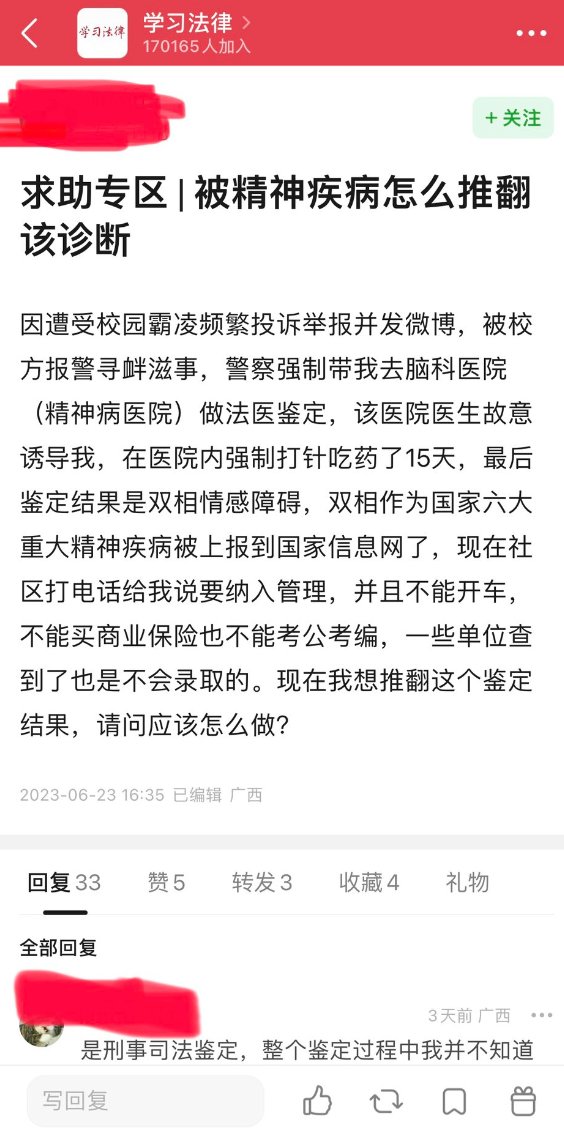 学习法律
学习法律
170165人加入
+ 关注
求助专区 | 被精神疾病怎么推翻
该诊断
因遭受校园霸凌频繁投诉举报并发微博，被校
方报警寻衅滋事，警察强制带我去脑科医院
（精神病医院）做法医鉴定，该医院医生故意
诱导我，在医院内强制打针吃药了15天，最后
鉴定结果是双相情感障碍，双相作为国家六大
重大精神疾病被上报到国家信息网了，现在社
区打电话给我说要纳入管理，并且不能开车，
不能买商业保险也不能考公考编，一些单位查
到了也是不会录取的。现在我想推翻这个鉴定
结果，请问应该怎么做?
2023-06-23 16:35 已编辑 广西
回复 33 赞 5 转发 3 收藏 4 礼物
全部回复
3天前 广西
是刑事司法鉴定，整个鉴定过程中我并不知道
写回复